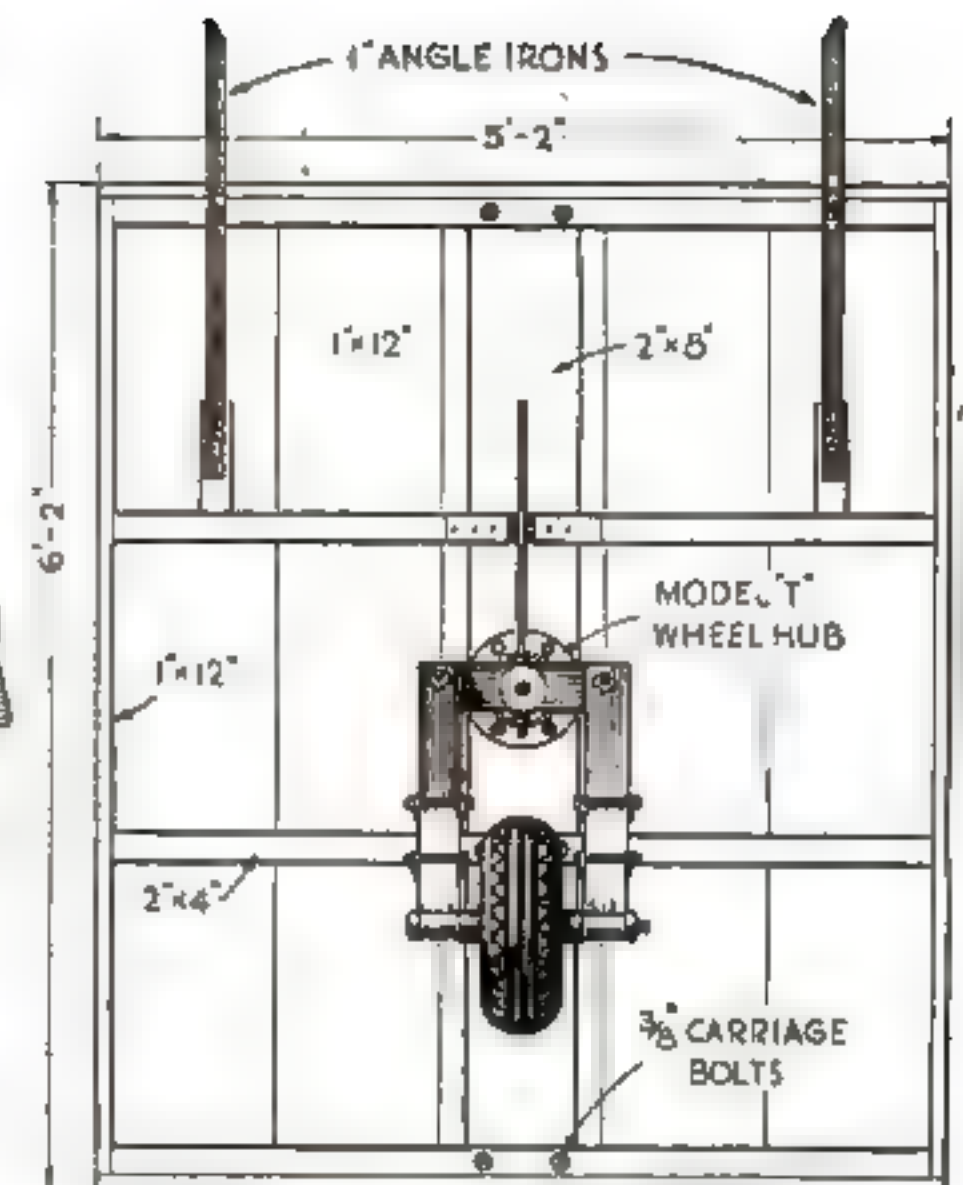 1" ANGLE IRONS
5'-2"
1"×12"
2"×8"
6'-2"
MODEL "T"
WHEEL HUB
1"×12"
2"×4"
3/8" CARRIAGE
BOLTS